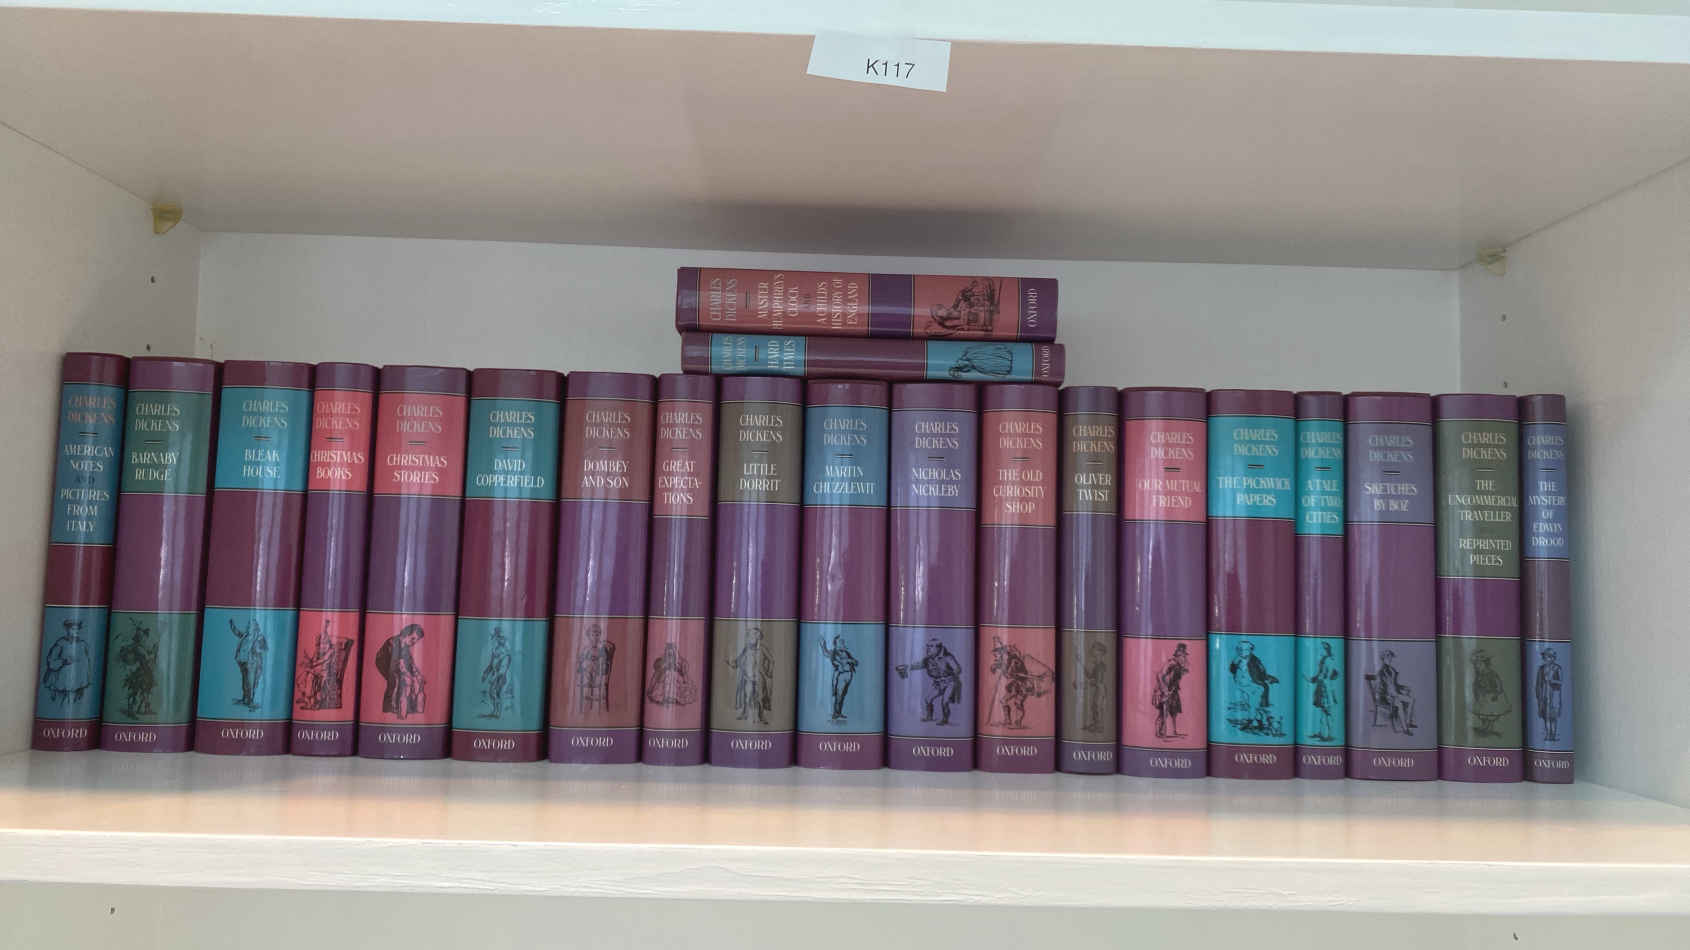 K117
CHARLES
DICKENS
MASTER
HUMPHREY'S
CLOCK
AND
A CHILD'S
HISTORY OF
ENGLAND
OXFORD
CHARLES
DICKENS
HARD
TIMES
OXFORD
CHARLES
DICKENS
AMERICAN
NOTES
AND
PICTURES
FROM
ITALY
OXFORD
CHARLES
DICKENS
BARNABY
RUDGE
OXFORD
CHARLES
DICKENS
BLEAK
HOUSE
OXFORD
CHARLES
DICKENS
CHRISTMAS
BOOKS
OXFORD
CHARLES
DICKENS
CHRISTMAS
STORIES
OXFORD
CHARLES
DICKENS
DAVID
COPPERFIELD
OXFORD
CHARLES
DICKENS
DOMBEY
AND SON
OXFORD
CHARLES
DICKENS
GREAT
EXPECTA-
TIONS
OXFORD
CHARLES
DICKENS
LITTLE
DORRIT
OXFORD
CHARLES
DICKENS
MARTIN
CHUZZLEWIT
OXFORD
CHARLES
DICKENS
NICHOLAS
NICKLEBY
OXFORD
CHARLES
DICKENS
THE OLD
CURIOSITY
SHOP
OXFORD
CHARLES
DICKENS
OLIVER
TWIST
OXFORD
CHARLES
DICKENS
OUR MUTUAL
FRIEND
OXFORD
CHARLES
DICKENS
THE PICKWICK
PAPERS
OXFORD
CHARLES
DICKENS
A TALE
OF TWO
CITIES
OXFORD
CHARLES
DICKENS
SKETCHES
BY BOZ
OXFORD
CHARLES
DICKENS
THE
UNCOMMERCIAL
TRAVELLER
REPRINTED
PIECES
OXFORD
CHARLES
DICKENS
THE
MYSTERY
OF
EDWIN
DROOD
OXFORD